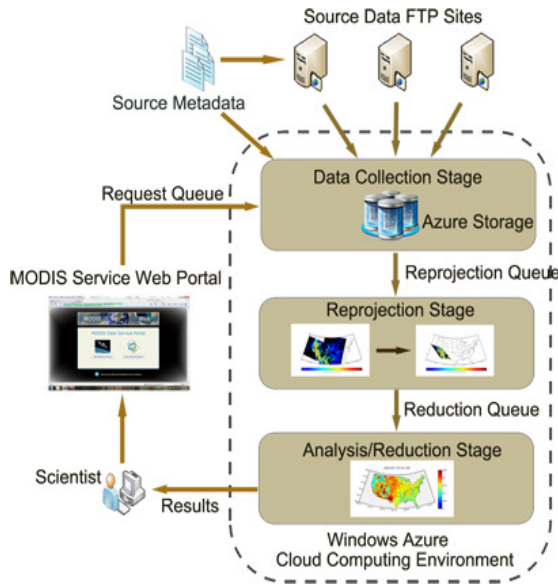 Source Data FTP Sites
Source Metadata
Data Collection Stage
Request Queue
Azure Storage
Reprojection Queue
MODIS Service Web Portal
Reprojection Stage
Reduction Queue
Analysis/Reduction Stage
Scientist
Results
Windows Azure
Cloud Computing Environment